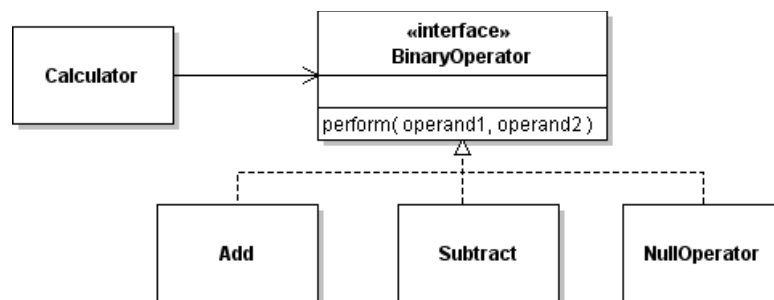 «interface»
BinaryOperator
Calculator
perform( operand1, operand2 )
Add
Subtract
NullOperator